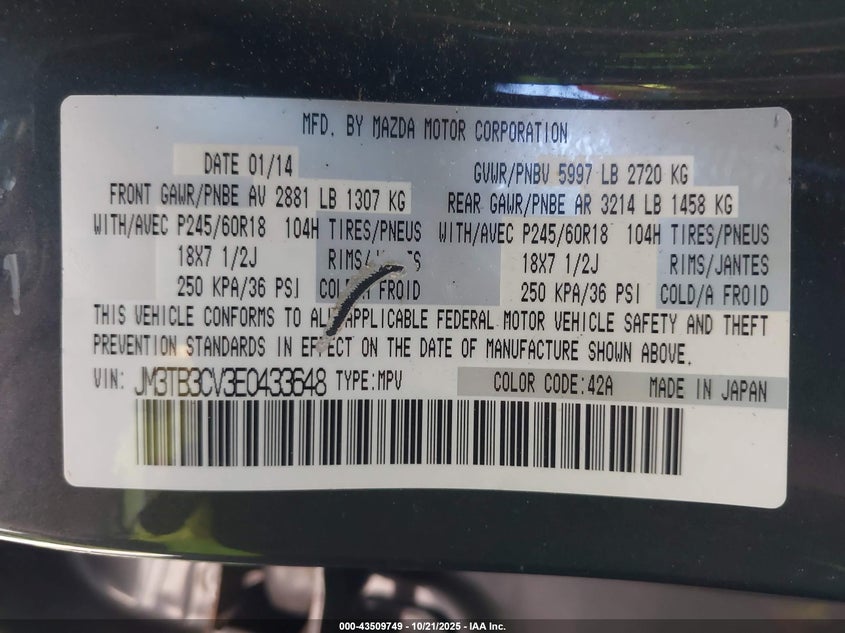 MFD. BY MAZDA MOTOR CORPORATION
DATE 01/14 GVWR/PNBV 5997 LB 2720 KG
FRONT GAWR/PNBE AV 2881 LB 1307 KG REAR GAWR/PNBE AR 3214 LB 1458 KG
WITH/AVEC P245/60R18 104H TIRES/PNEUS WITH/AVEC P245/60R18 104H TIRES/PNEUS
18X7 1/2J RIMS/JANTES 18X7 1/2J RIMS/JANTES
250 KPA/36 PSI COLD/A FROID 250 KPA/36 PSI COLD/A FROID
THIS VEHICLE CONFORMS TO ALL APPLICABLE FEDERAL MOTOR VEHICLE SAFETY AND THEFT
PREVENTION STANDARDS IN EFFECT ON THE DATE OF MANUFACTURE SHOWN ABOVE.
VIN: JM3TB3CV3E0433648 TYPE:MPV COLOR CODE:42A MADE IN JAPAN
000-43509749 - 10/21/2025 - IAA Inc.